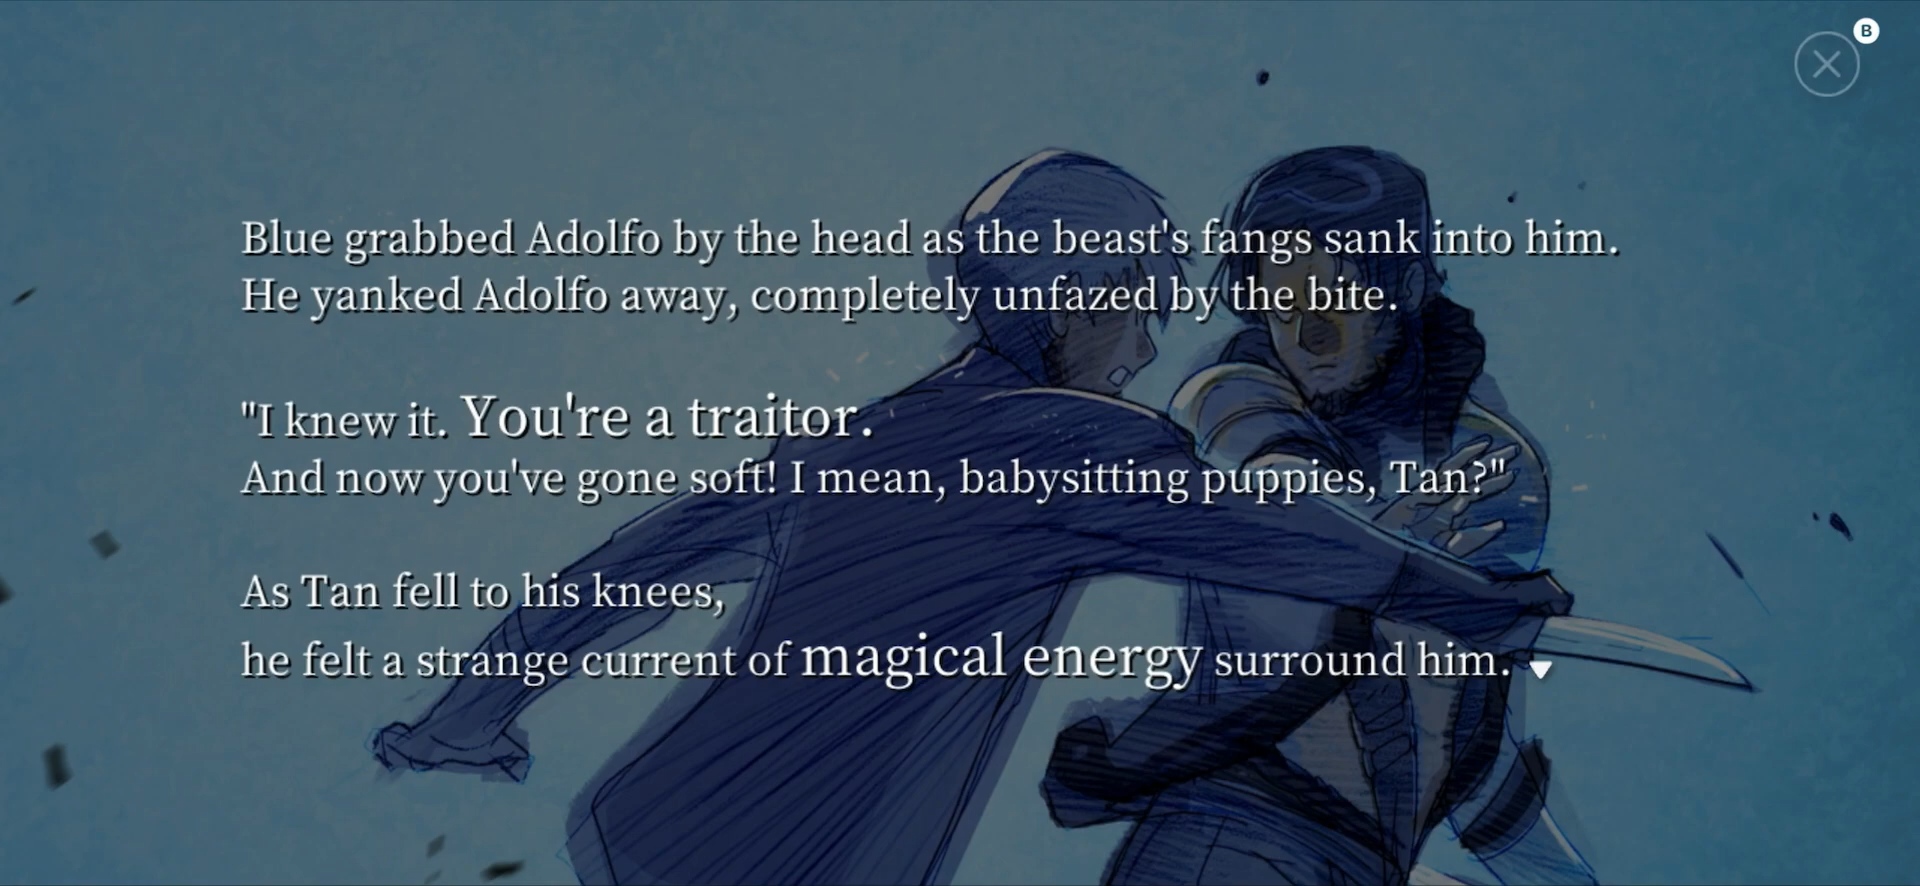 B
Blue grabbed Adolfo by the head as the beast's fangs sank into him.
He yanked Adolfo away, completely unfazed by the bite.
"I knew it. You're a traitor.
And now you've gone soft! I mean, babysitting puppies, Tan?"
As Tan fell to his knees,
he felt a strange current of magical energy surround him.